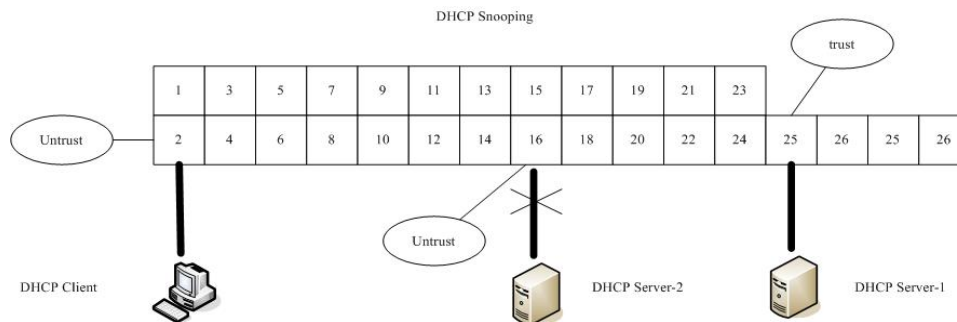 DHCP Snooping
trust
1 3 5 7 9 11 13 15 17 19 21 23
Untrust
2 4 6 8 10 12 14 16 18 20 22 24 25 26 25 26
Untrust
DHCP Client
DHCP Server-2
DHCP Server-1